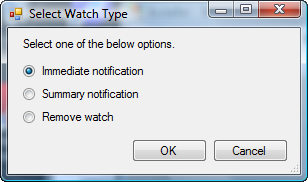 Select Watch Type
Select one of the below options.
Immediate notification
Summary notification
Remove watch
OK Cancel